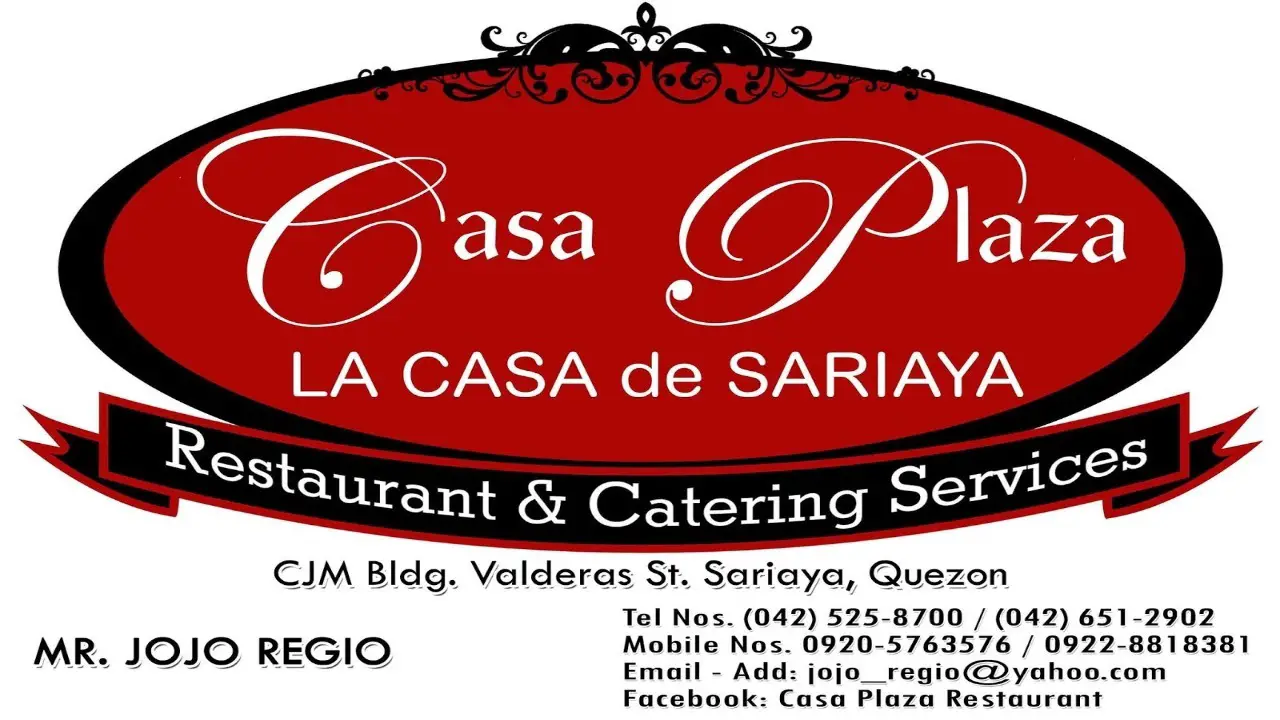 Casa Plaza
LA CASA de SARIAYA
Restaurant & Catering Services
CJM Bldg. Valderas St. Sariaya, Quezon
MR. JOJO REGIO
Tel Nos. (042) 525-8700 / (042) 651-2902
Mobile Nos. 0920-5763576 / 0922-8818381
Email - Add: jojo_regio@yahoo.com
Facebook: Casa Plaza Restaurant